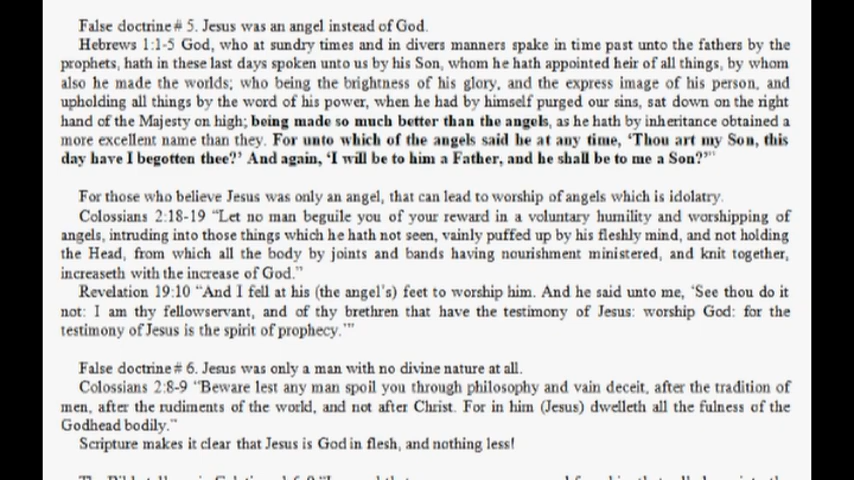 False doctrine # 5. Jesus was an angel instead of God.
Hebrews 1:1-5 God, who at sundry times and in divers manners spake in time past unto the fathers by the
prophets, hath in these last days spoken unto us by his Son, whom he hath appointed heir of all things, by whom
also he made the worlds; who being the brightness of his glory, and the express image of his person, and
upholding all things by the word of his power, when he had by himself purged our sins, sat down on the right
hand of the Majesty on high; being made so much better than the angels, as he hath by inheritance obtained a
more excellent name than they. For unto which of the angels said he at any time, ‘Thou art my Son, this
day have I begotten thee?’ And again, ‘I will be to him a Father, and he shall be to me a Son?’”
For those who believe Jesus was only an angel, that can lead to worship of angels which is idolatry.
Colossians 2:18-19 “Let no man beguile you of your reward in a voluntary humility and worshipping of
angels, intruding into those things which he hath not seen, vainly puffed up by his fleshly mind, and not holding
the Head, from which all the body by joints and bands having nourishment ministered, and knit together,
increaseth with the increase of God.”
Revelation 19:10 “And I fell at his (the angel’s) feet to worship him. And he said unto me, ‘See thou do it
not: I am thy fellowservant, and of thy brethren that have the testimony of Jesus: worship God: for the
testimony of Jesus is the spirit of prophecy.’”
False doctrine # 6. Jesus was only a man with no divine nature at all.
Colossians 2:8-9 “Beware lest any man spoil you through philosophy and vain deceit, after the tradition of
men, after the rudiments of the world, and not after Christ. For in him (Jesus) dwelleth all the fulness of the
Godhead bodily.”
Scripture makes it clear that Jesus is God in flesh, and nothing less!